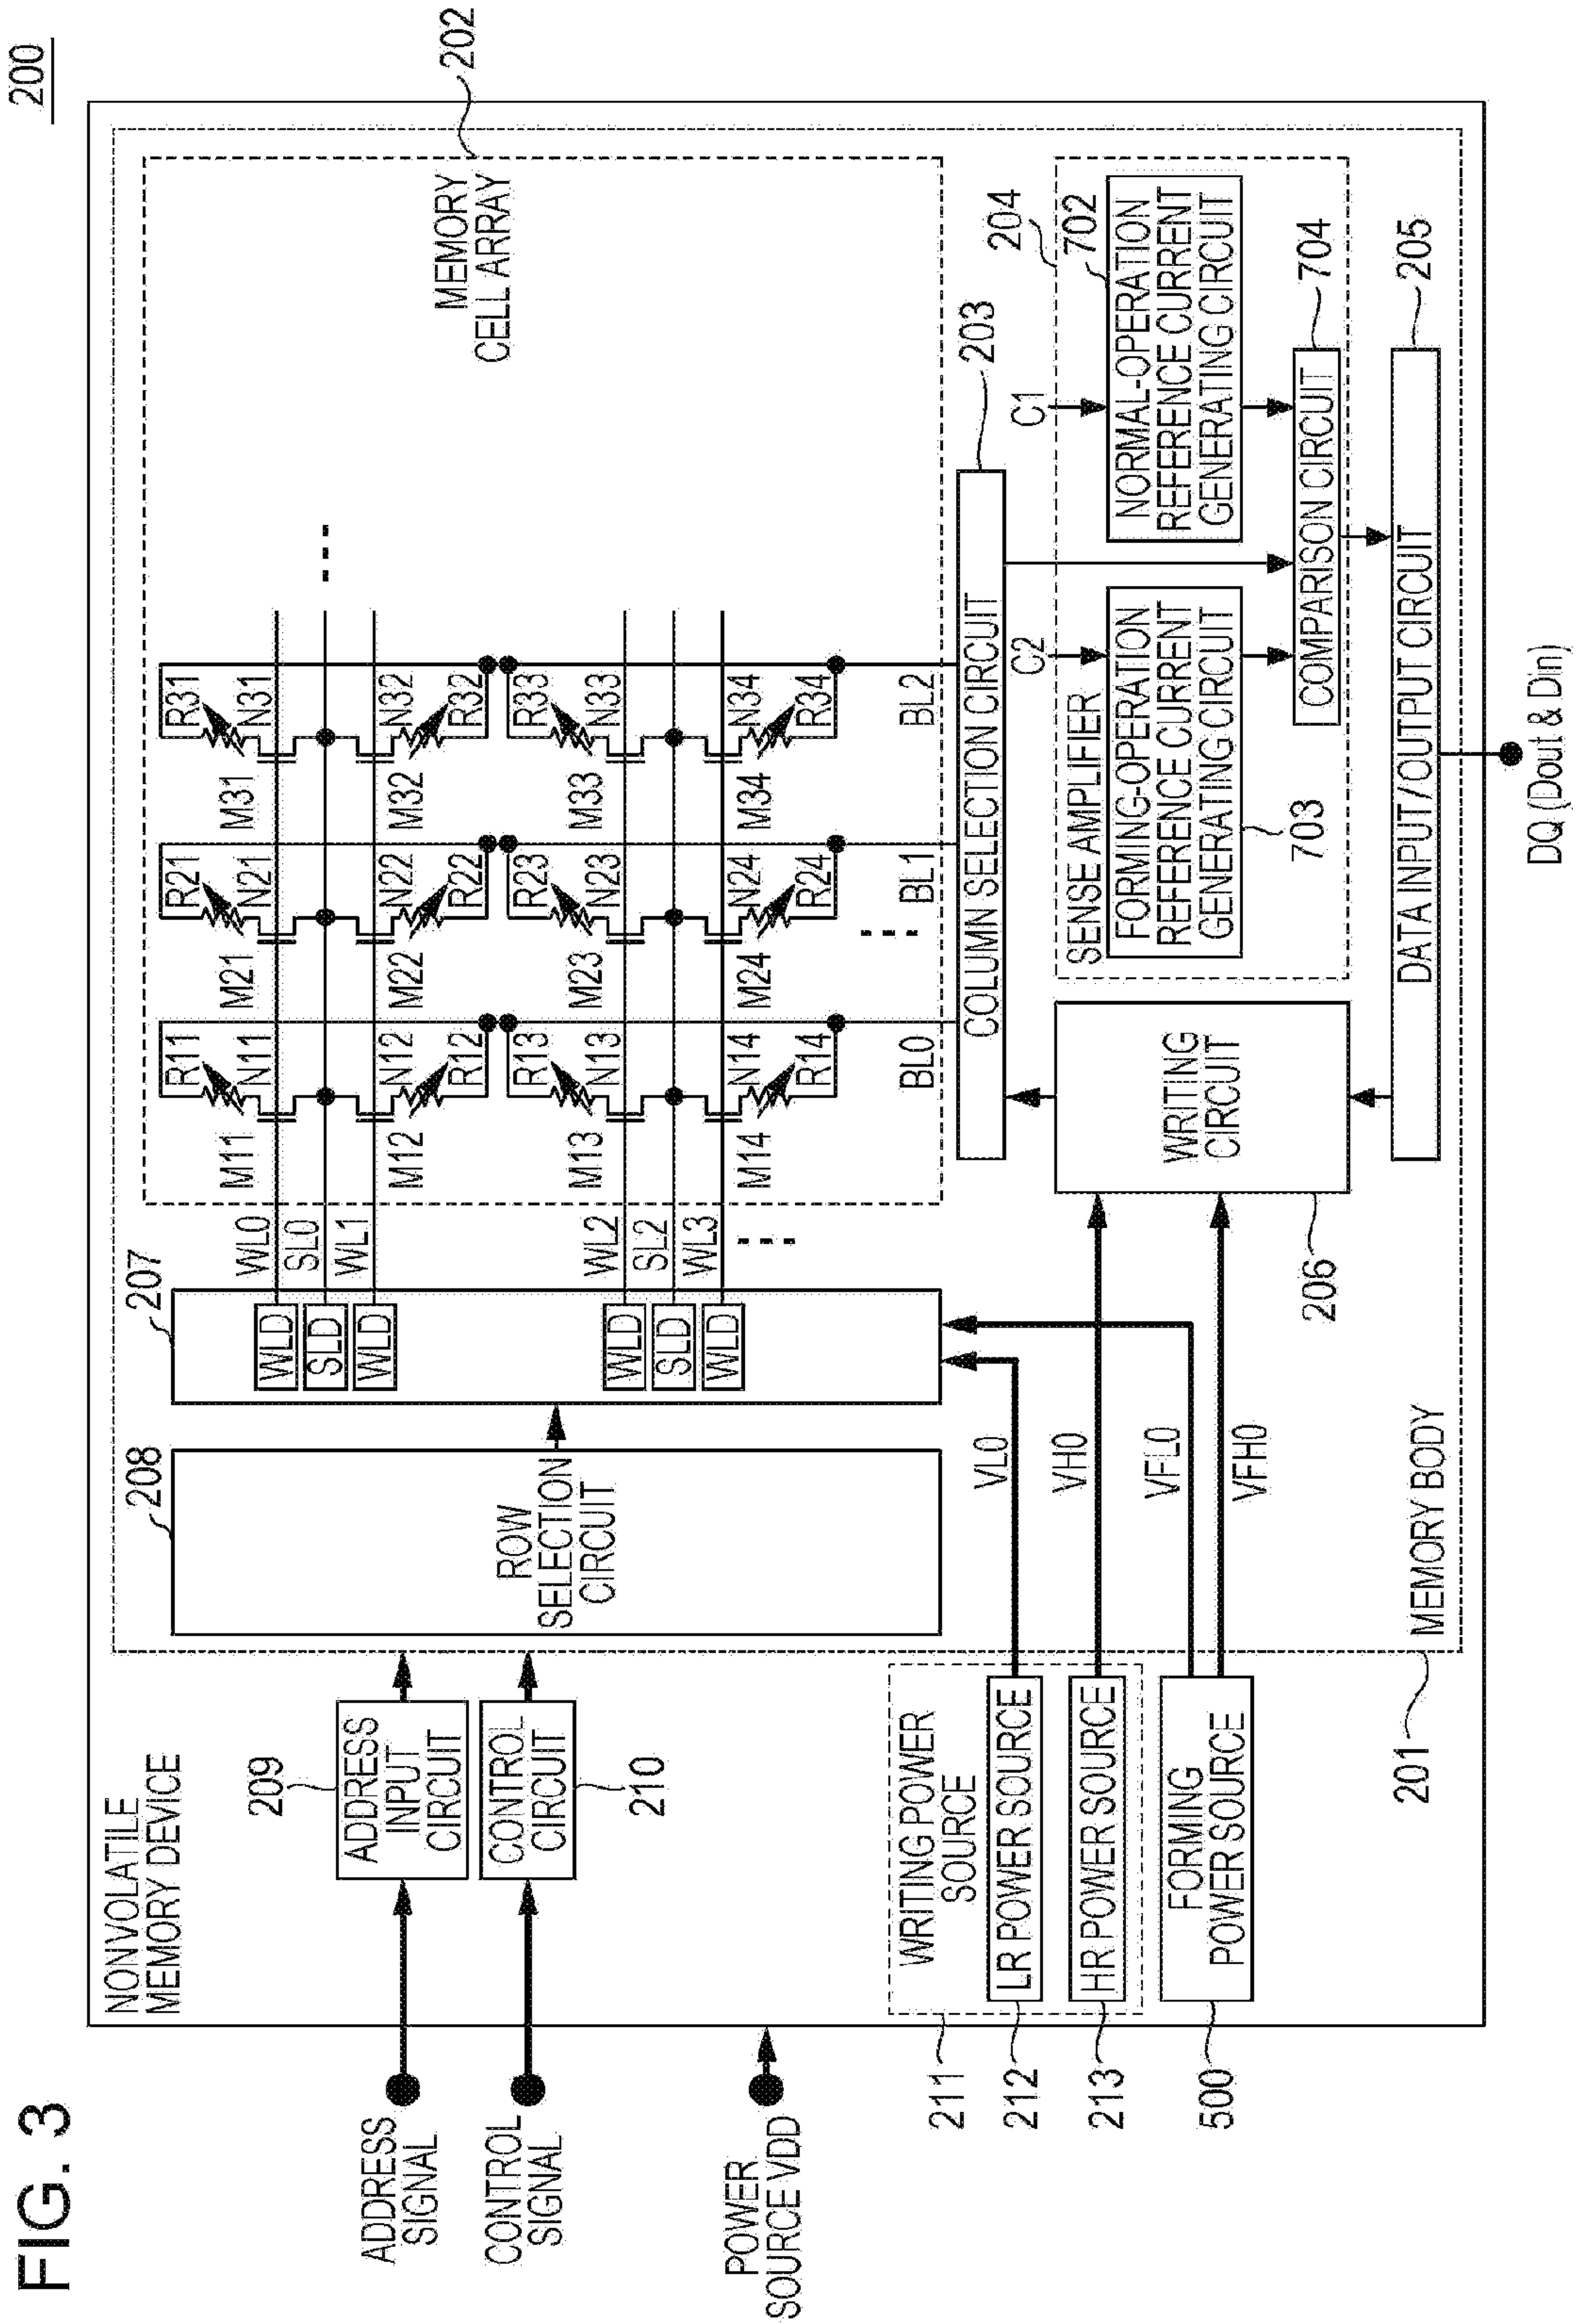 FIG. 3
200
NONVOLATILE
MEMORY DEVICE
ADDRESS
SIGNAL
CONTROL
SIGNAL
POWER
SOURCE VDD
209
ADDRESS
INPUT
CIRCUIT
CONTROL
CIRCUIT
210
208
ROW
SELECTION
CIRCUIT
207
WLD
SLD
WLD
WLD
SLD
WLD
WL0
SL0
WL1
WL2
SL2
WL3
MEMORY
CELL ARRAY
202
R11
N11
M11
R21
N21
M21
R31
N31
M31
N12
R12
M12
N22
R22
M22
N32
R32
M32
R13
N13
M13
R23
N23
M23
R33
N33
M33
N14
R14
M14
N24
R24
M24
N34
R34
M34
BL0
BL1
BL2
COLUMN SELECTION CIRCUIT
203
211
WRITING POWER
SOURCE
212
LR POWER SOURCE
213
HR POWER SOURCE
500
FORMING
POWER SOURCE
VL0
VH0
VFL0
VFH0
WRITING
CIRCUIT
206
SENSE AMPLIFIER
204
C2
C1
FORMING-OPERATION
REFERENCE CURRENT
GENERATING CIRCUIT
703
702
NORMAL-OPERATION
REFERENCE CURRENT
GENERATING CIRCUIT
COMPARISON CIRCUIT
704
DATA INPUT/OUTPUT CIRCUIT
205
201
MEMORY BODY
DQ (Dout & Din)